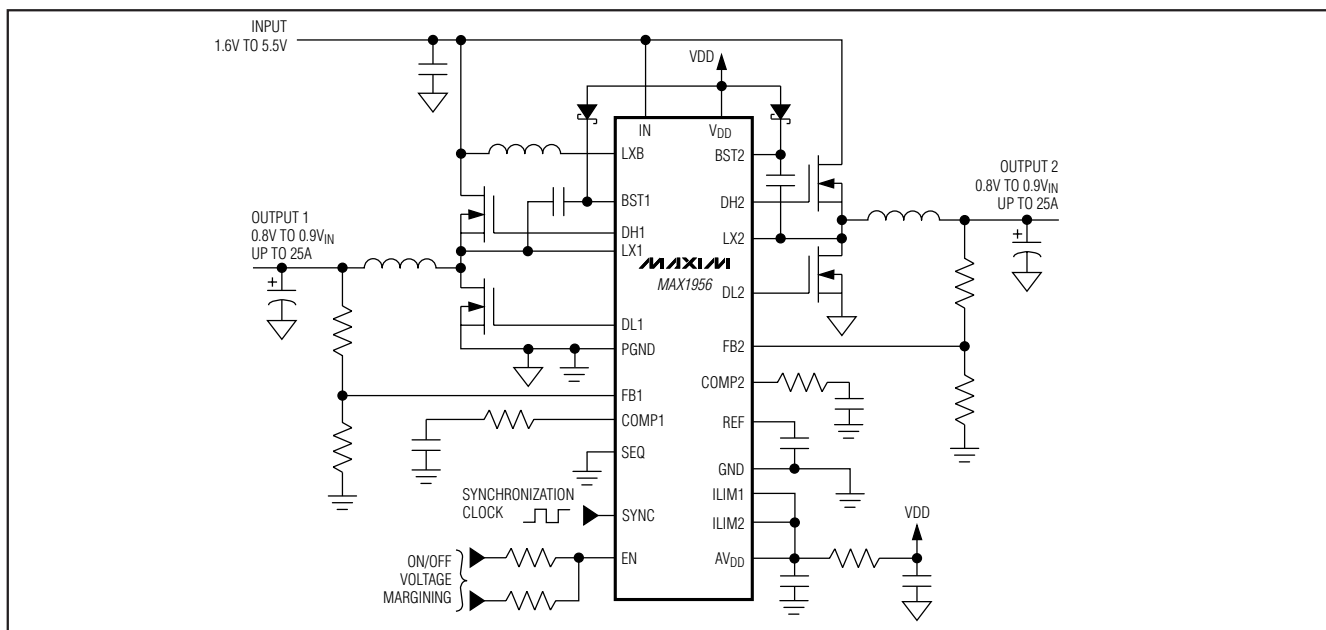 INPUT
1.6V TO 5.5V
VDD
IN
VDD
LXB
BST2
OUTPUT 2
0.8V TO 0.9VIN
UP TO 25A
BST1
DH2
OUTPUT 1
0.8V TO 0.9VIN
UP TO 25A
DH1
LX1
LX2
MAXIM
MAX1956
DL2
DL1
PGND
FB2
FB1
COMP2
COMP1
REF
SEQ
GND
SYNCHRONIZATION
CLOCK
SYNC
ILIM1
ILIM2
VDD
ON/OFF
VOLTAGE
MARGINING
EN
AVDD
+
+